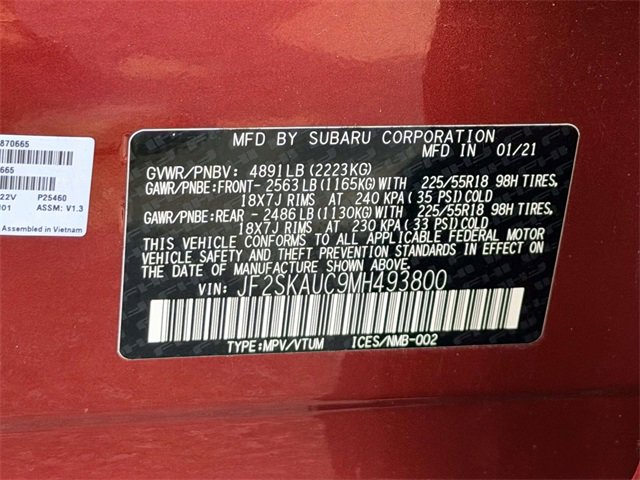 870665
665
22V P25460
I01 ASSM: V1.3
Assembled in Vietnam
MFD BY SUBARU CORPORATION
MFD IN 01/21
GVWR/PNBV: 4891LB(2223KG)
GAWR/PNBE:FRONT- 2563LB(1165KG)WITH 225/55R18 98H TIRES,
18X7J RIMS AT 240 KPA(35 PSI)COLD
GAWR/PNBE:REAR - 2486LB(1130KG)WITH 225/55R18 98H TIRES,
18X7J RIMS AT 230 KPA(33 PSI)COLD
THIS VEHICLE CONFORMS TO ALL APPLICABLE FEDERAL MOTOR
VEHICLE SAFETY AND THEFT PREVENTION STANDARDS IN EFFECT ON THE
DATE OF MANUFACTURE SHOWN ABOVE.
VIN: JF2SKAUC9MH493800
TYPE:MPV/VTUM ICES/NMB-002